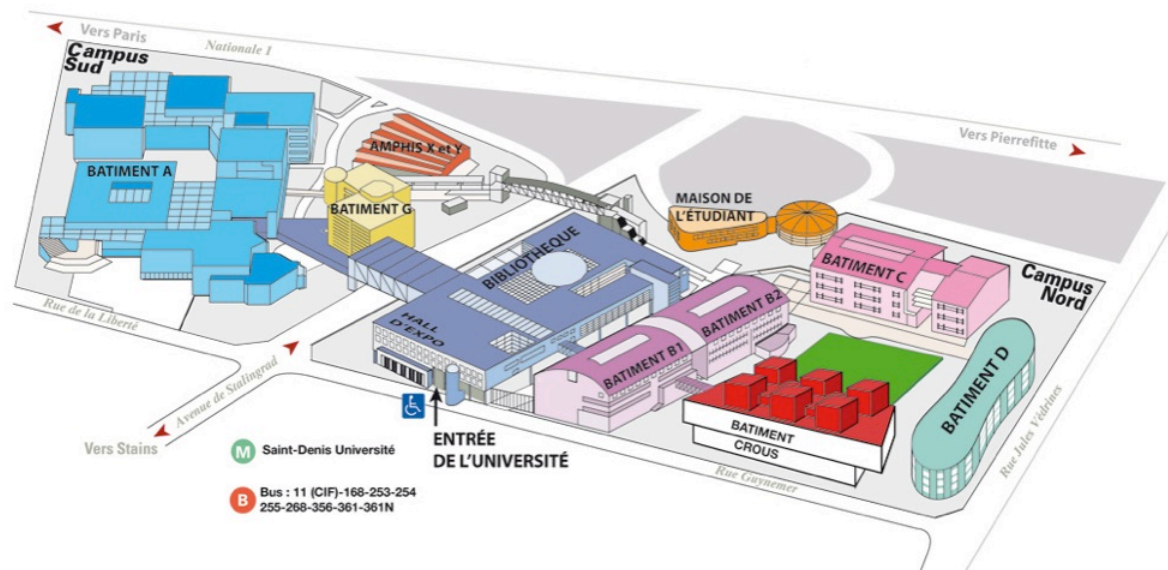 Vers Paris
Nationale 1
Campus
Sud
Vers Pierrefitte
AMPHIS X et Y
BATIMENT A
BATIMENT G
MAISON DE
L'ÉTUDIANT
BIBLIOTHEQUE
BATIMENT C
Campus
Nord
Rue de la Liberté
HALL
D'EXPO
BATIMENT B2
BATIMENT B1
BATIMENT D
Avenue de Stalingrad
Rue Jules Védrines
BATIMENT
CROUS
ENTRÉE
DE L'UNIVERSITÉ
Vers Stains
M Saint-Denis Université
Rue Guynemer
B Bus : 11 (CIF)-168-253-254
255-268-356-361-361N